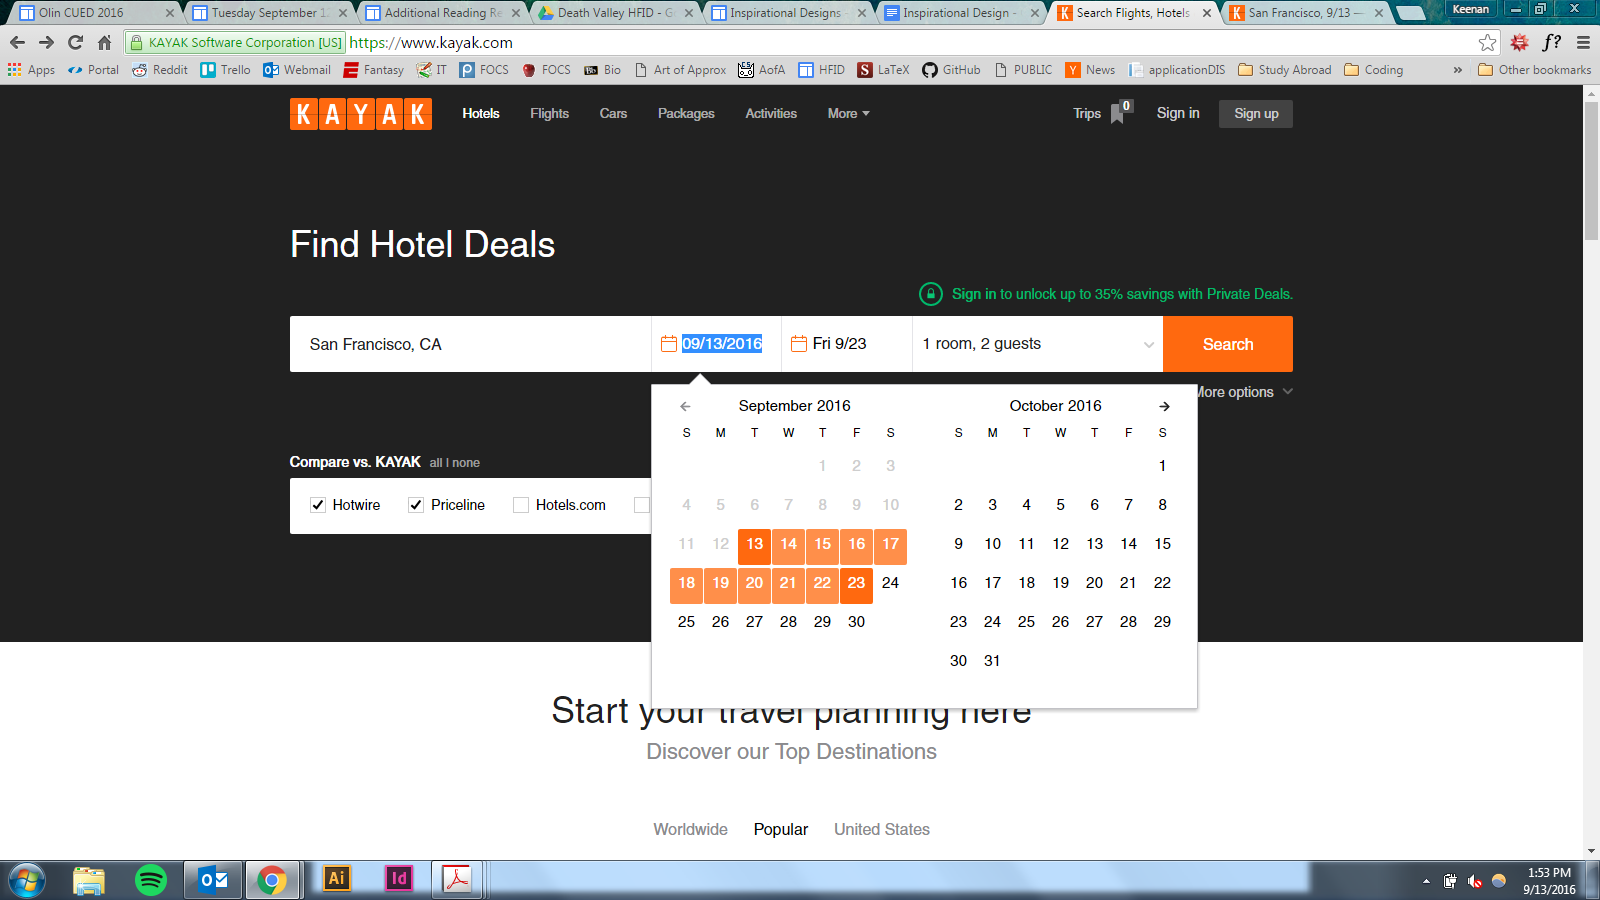 Olin CUED 2016
Tuesday September 1
Additional Reading Re
Death Valley HFID - G
Inspirational Designs
Inspirational Design -
Search Flights, Hotels
San Francisco, 9/13 —
Keenan
KAYAK Software Corporation [US] https://www.kayak.com
f?
Apps Portal Reddit Trello Webmail Fantasy IT FOCS FOCS Bio Art of Approx AofA HFID LaTeX GitHub PUBLIC News applicationDIS Study Abroad Coding » Other bookmarks
KAYAK Hotels Flights Cars Packages Activities More Trips 0 Sign in Sign up
Find Hotel Deals
Sign in to unlock up to 35% savings with Private Deals.
San Francisco, CA 09/13/2016 Fri 9/23 1 room, 2 guests Search
More options
September 2016 October 2016
S M T W T F S S M T W T F S
1 2 3 1
4 5 6 7 8 9 10 2 3 4 5 6 7 8
11 12 13 14 15 16 17 9 10 11 12 13 14 15
18 19 20 21 22 23 24 16 17 18 19 20 21 22
25 26 27 28 29 30 23 24 25 26 27 28 29
30 31
Compare vs. KAYAK all | none
Hotwire Priceline Hotels.com
Start your travel planning here
Discover our Top Destinations
Worldwide Popular United States
Ai Id
1:53 PM
9/13/2016